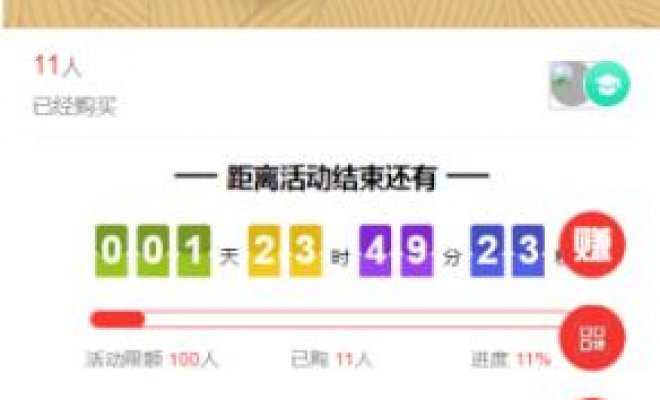 11人
已经购买
距离活动结束还有
001天23时49分23
赚
活动限额 100人 已购 11人 进度 11%